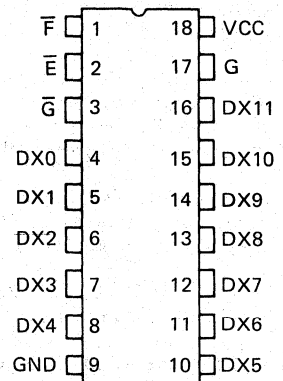 F̅ 1 18 VCC
E̅ 2 17 G
G̅ 3 16 DX11
DX0 4 15 DX10
DX1 5 14 DX9
DX2 6 13 DX8
DX3 7 12 DX7
DX4 8 11 DX6
GND 9 10 DX5